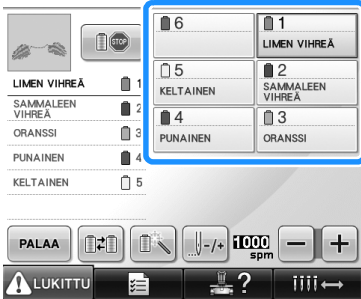 6
1
LIMEN VIHREÄ
5
KELTAINEN
2
SAMMALEEN
VIHREÄ
4
PUNAINEN
3
ORANSSI
STOP
LIMEN VIHREÄ 1
SAMMALEEN
VIHREÄ 2
ORANSSI 3
PUNAINEN 4
KELTAINEN 5
PALAA
-/+
1000
spm
− +
LUKITTU
?